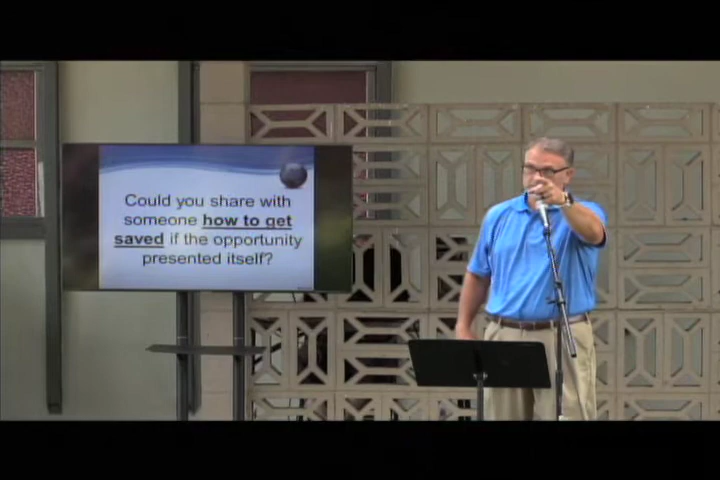 Could you share with
someone how to get
saved if the opportunity
presented itself?